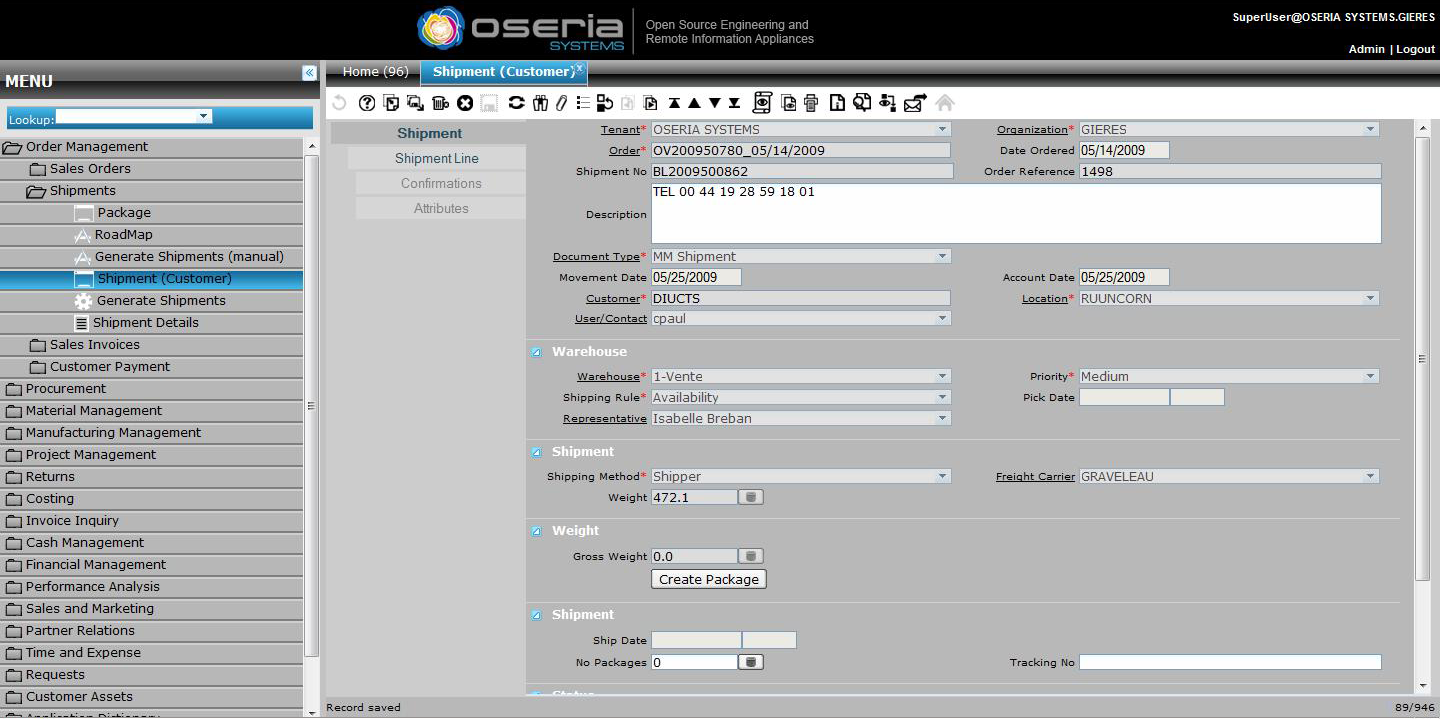 oseria
SYSTEMS
Open Source Engineering and
Remote Information Appliances
SuperUser@OSERIA SYSTEMS.GIERES
Admin | Logout
MENU
Lookup:
Order Management
Sales Orders
Shipments
Package
RoadMap
Generate Shipments (manual)
Shipment (Customer)
Generate Shipments
Shipment Details
Sales Invoices
Customer Payment
Procurement
Material Management
Manufacturing Management
Project Management
Returns
Costing
Invoice Inquiry
Cash Management
Financial Management
Performance Analysis
Sales and Marketing
Partner Relations
Time and Expense
Requests
Customer Assets
Application Dictionary
Home (96) Shipment (Customer) x
Shipment
Shipment Line
Confirmations
Attributes
Tenant* OSERIA SYSTEMS Organization* GIERES
Order* OV200950780_05/14/2009 Date Ordered 05/14/2009
Shipment No BL2009500862 Order Reference 1498
Description TEL 00 44 19 28 59 18 01
Document Type* MM Shipment
Movement Date 05/25/2009 Account Date 05/25/2009
Customer* DIUCTS Location* RUUNCORN
User/Contact cpaul
Warehouse
Warehouse* 1-Vente Priority* Medium
Shipping Rule* Availability Pick Date
Representative Isabelle Breban
Shipment
Shipping Method* Shipper Freight Carrier GRAVELEAU
Weight 472.1
Weight
Gross Weight 0.0
Create Package
Shipment
Ship Date
No Packages 0 Tracking No
Status
Record saved 89/946